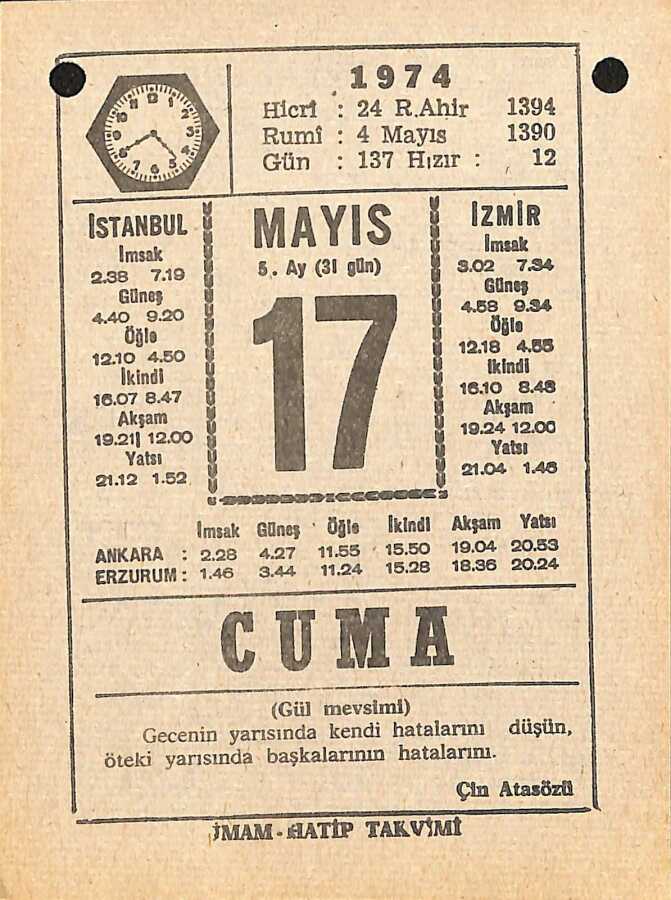 1974
Hicrî : 24 R.Ahir 1394
Rumî : 4 Mayıs 1390
Gün : 137 Hızır : 12
İSTANBUL
İmsak
2.38 7.19
Güneş
4.40 9.20
Öğle
12.10 4.50
İkindi
16.07 8.47
Akşam
19.21 12.00
Yatsı
21.12 1.52
MAYIS
5. Ay (31 gün)
17
İZMİR
İmsak
3.02 7.34
Güneş
4.58 9.34
Öğle
12.18 4.55
İkindi
16.10 8.48
Akşam
19.24 12.00
Yatsı
21.04 1.46
İmsak Güneş Öğle İkindi Akşam Yatsı
ANKARA : 2.28 4.27 11.55 15.50 19.04 20.53
ERZURUM : 1.46 3.44 11.24 15.28 18.36 20.24
CUMA
(Gül mevsimi)
Gecenin yarısında kendi hatalarını düşün,
öteki yarısında başkalarının hatalarını.
Çin Atasözü
İMAM-HATİP TAKVİMİ